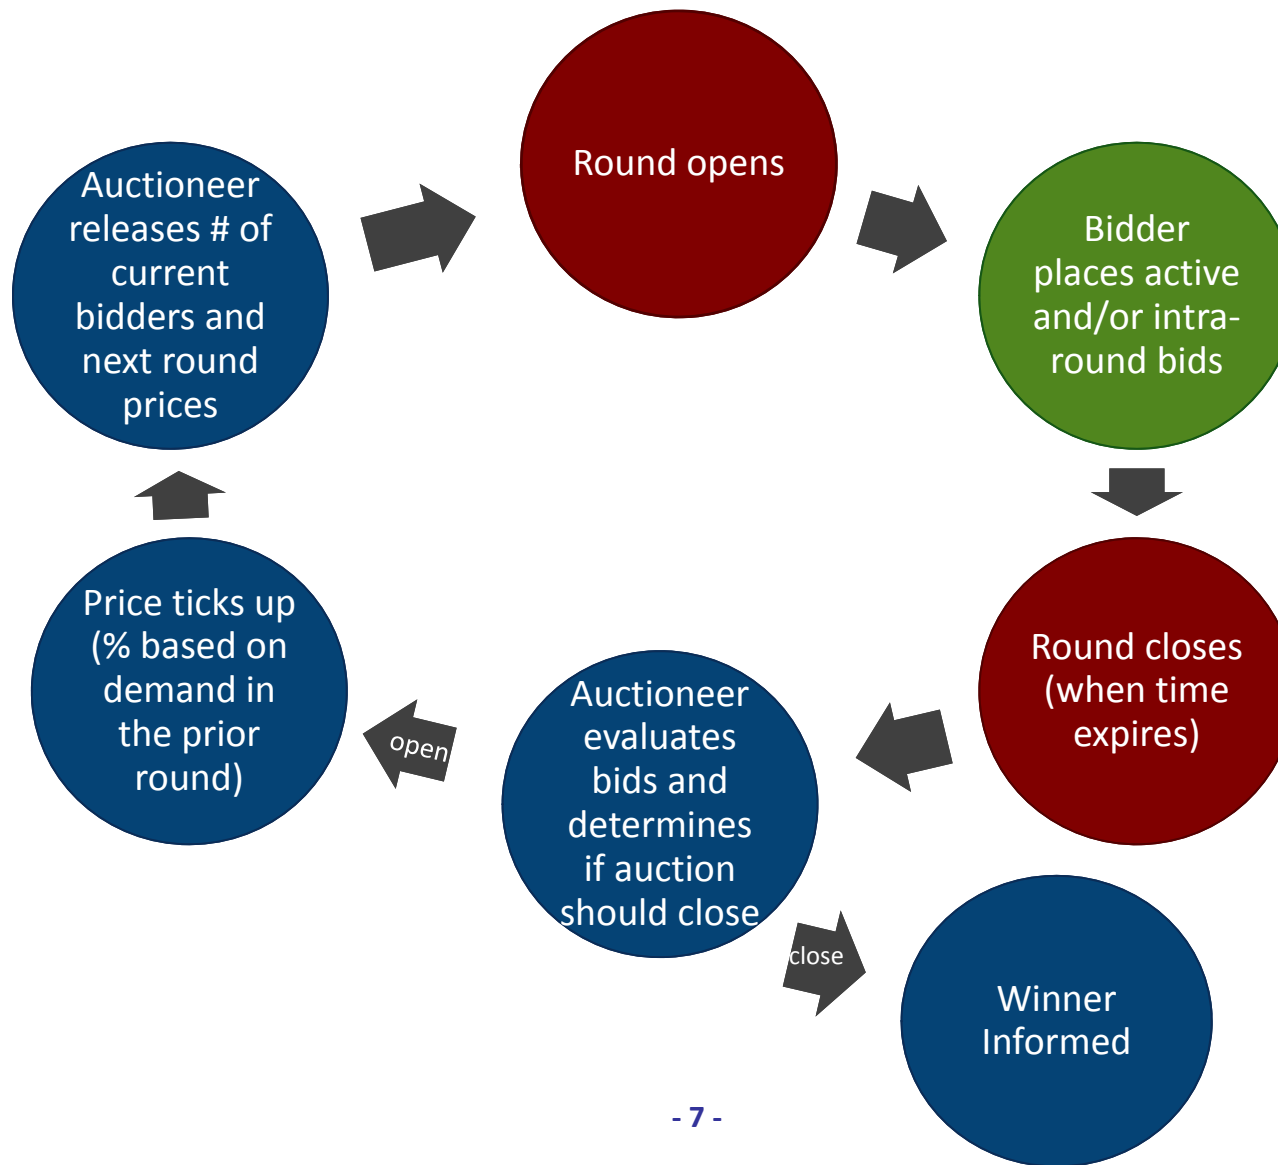 Round opens
Bidder
places active
and/or intra-
round bids
Round closes
(when time
expires)
Auctioneer
evaluates
bids and
determines
if auction
should close
close
Winner
Informed
open
Price ticks up
(% based on
demand in
the prior
round)
Auctioneer
releases # of
current
bidders and
next round
prices
- 7 -